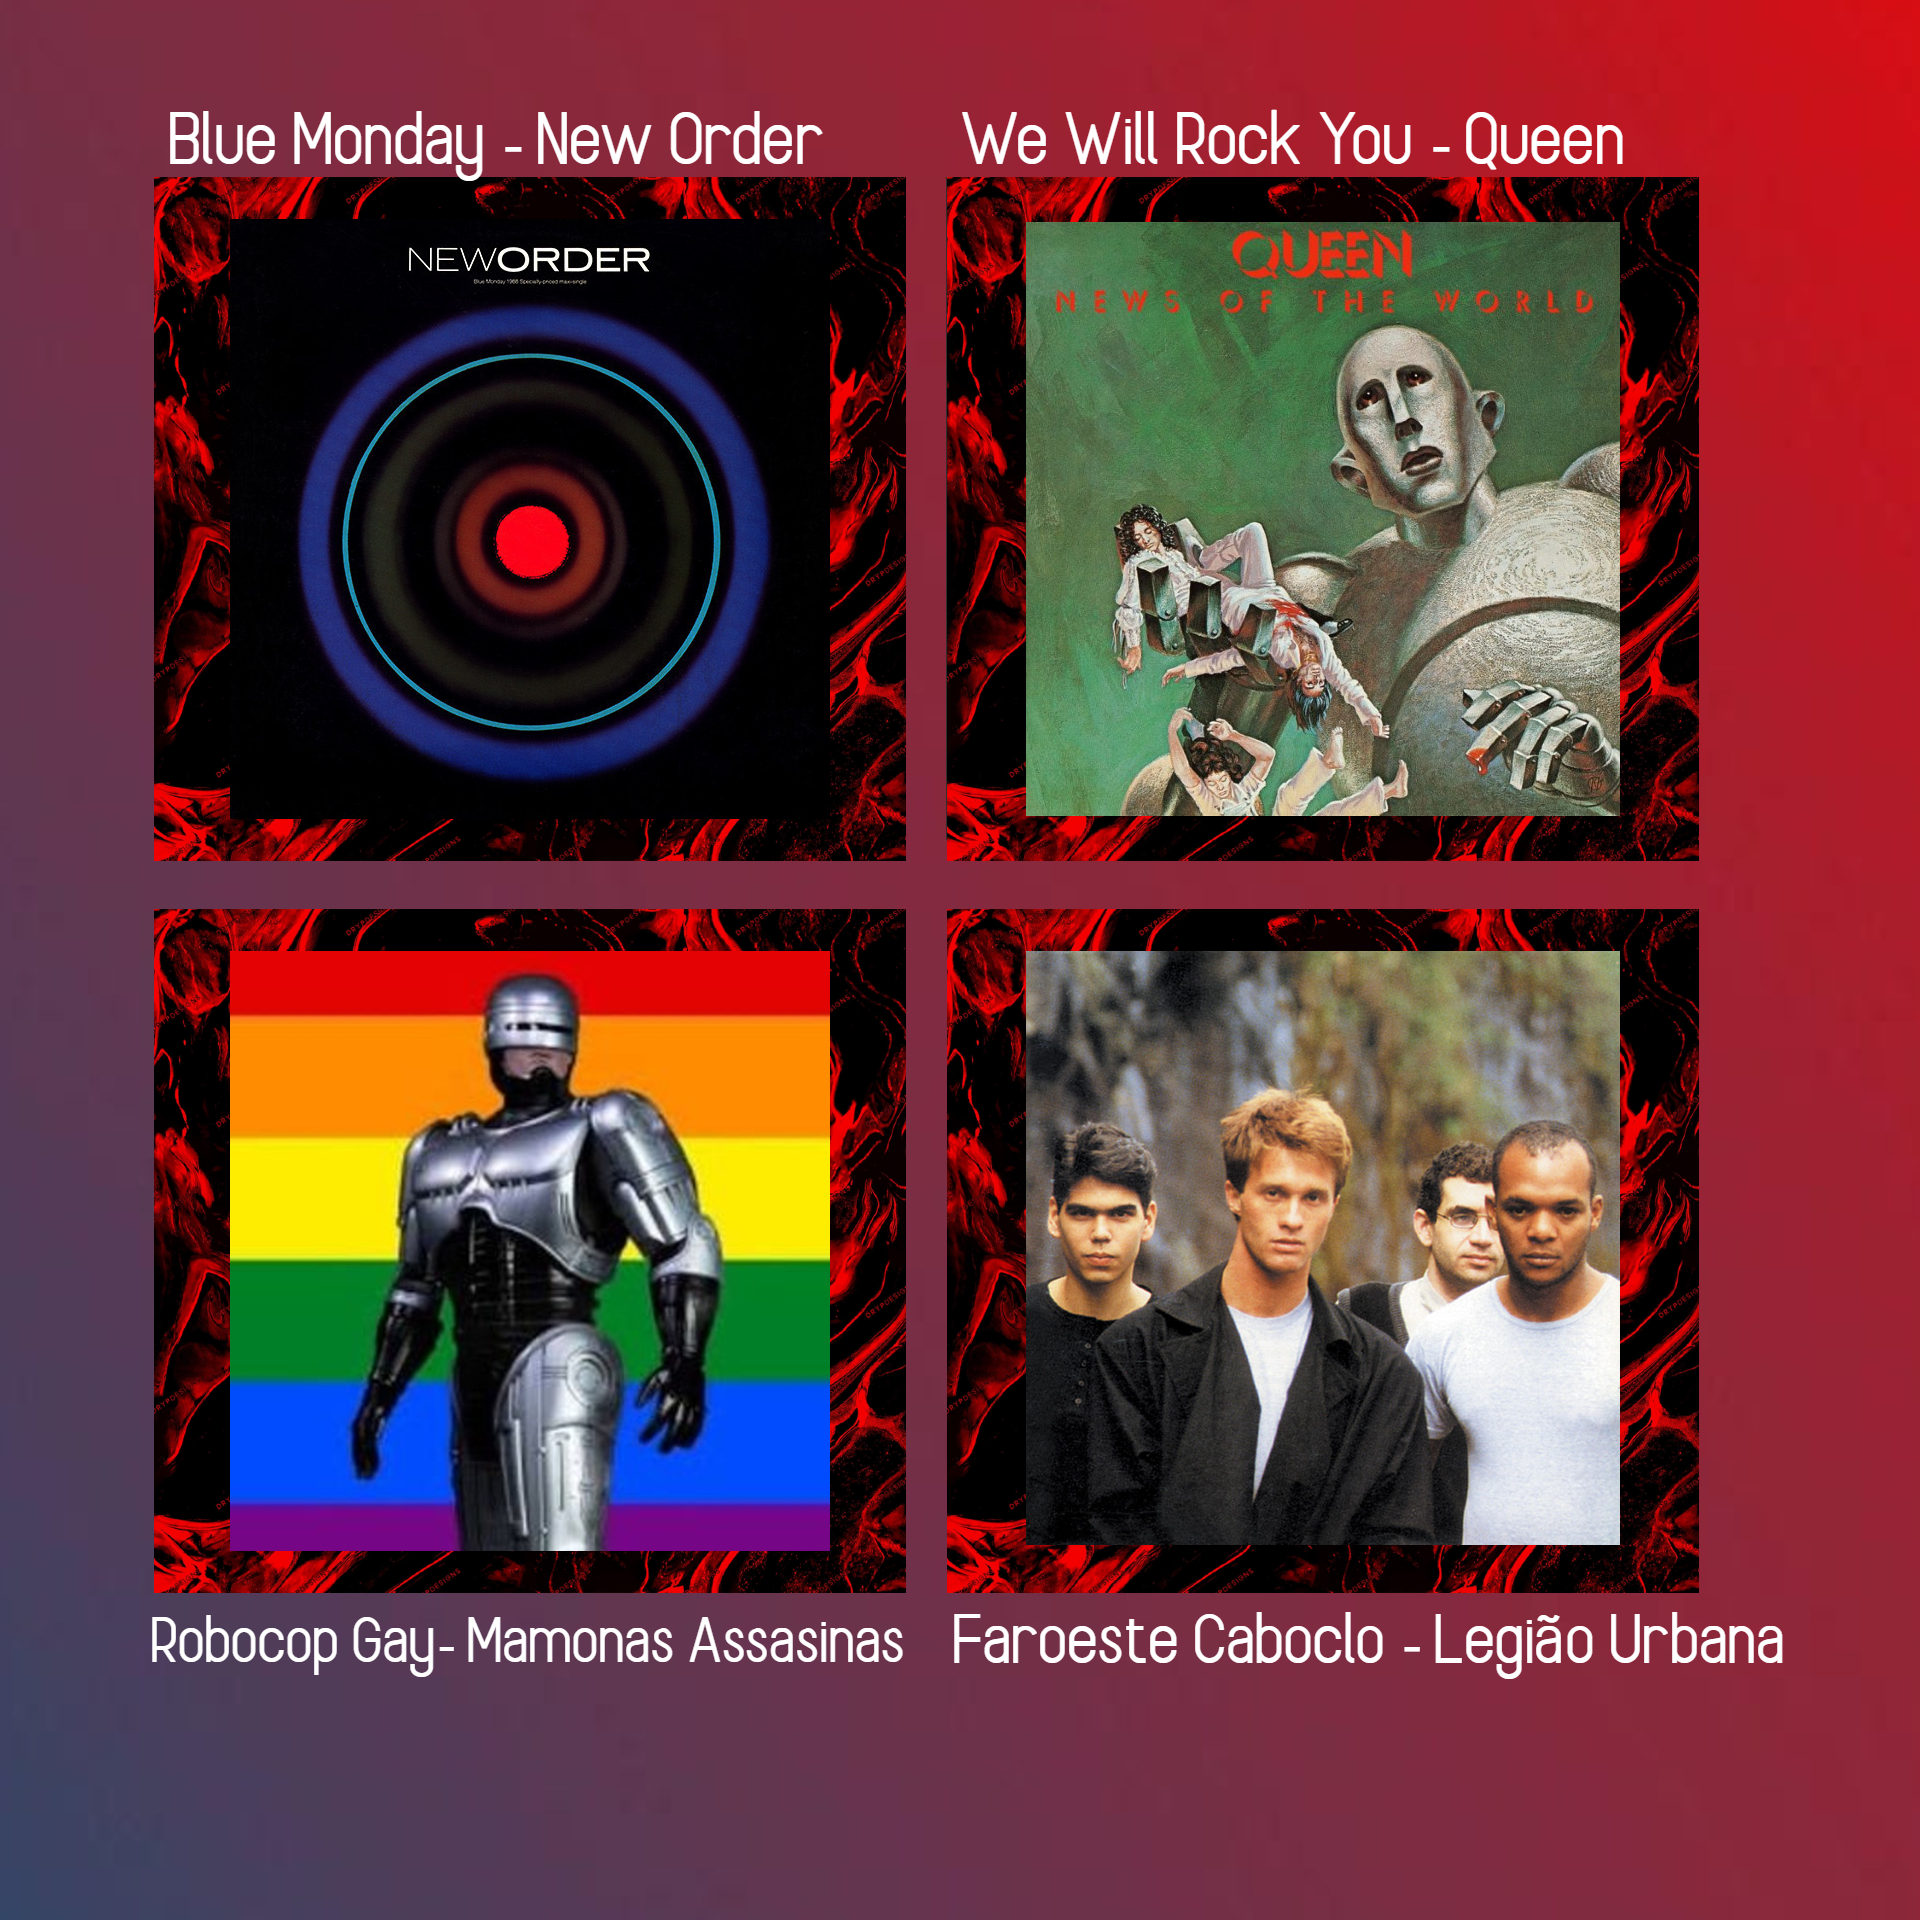 Blue Monday - New Order
We Will Rock You - Queen
NEWORDER
Blue Monday 1988 Specially-priced maxi-single
QUEEN
NEWS OF THE WORLD
Robocop Gay- Mamonas Assasinas
Faroeste Caboclo - Legião Urbana